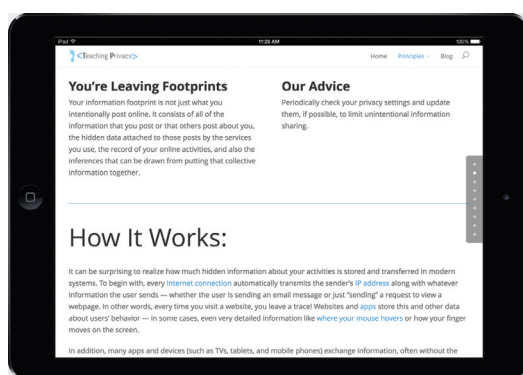 iPad
11:28 AM
100%
<Teaching Privacy>
Home Principles Blog
You're Leaving Footprints
Your information footprint is not just what you
intentionally post online. It consists of all of the
information that you post or that others post about you,
the hidden data attached to those posts by the services
you use, the record of your online activities, and also the
inferences that can be drawn from putting that collective
information together.
Our Advice
Periodically check your privacy settings and update
them, if possible, to limit unintentional information
sharing.
How It Works:
It can be surprising to realize how much hidden information about your activities is stored and transferred in modern
systems. To begin with, every Internet connection automatically transmits the sender's IP address along with whatever
information the user sends — whether the user is sending an email message or just "sending" a request to view a
webpage. In other words, every time you visit a website, you leave a trace! Websites and apps store this and other data
about users' behavior — in some cases, even very detailed information like where your mouse hovers or how your finger
moves on the screen.
In addition, many apps and devices (such as TVs, tablets, and mobile phones) exchange information, often without the